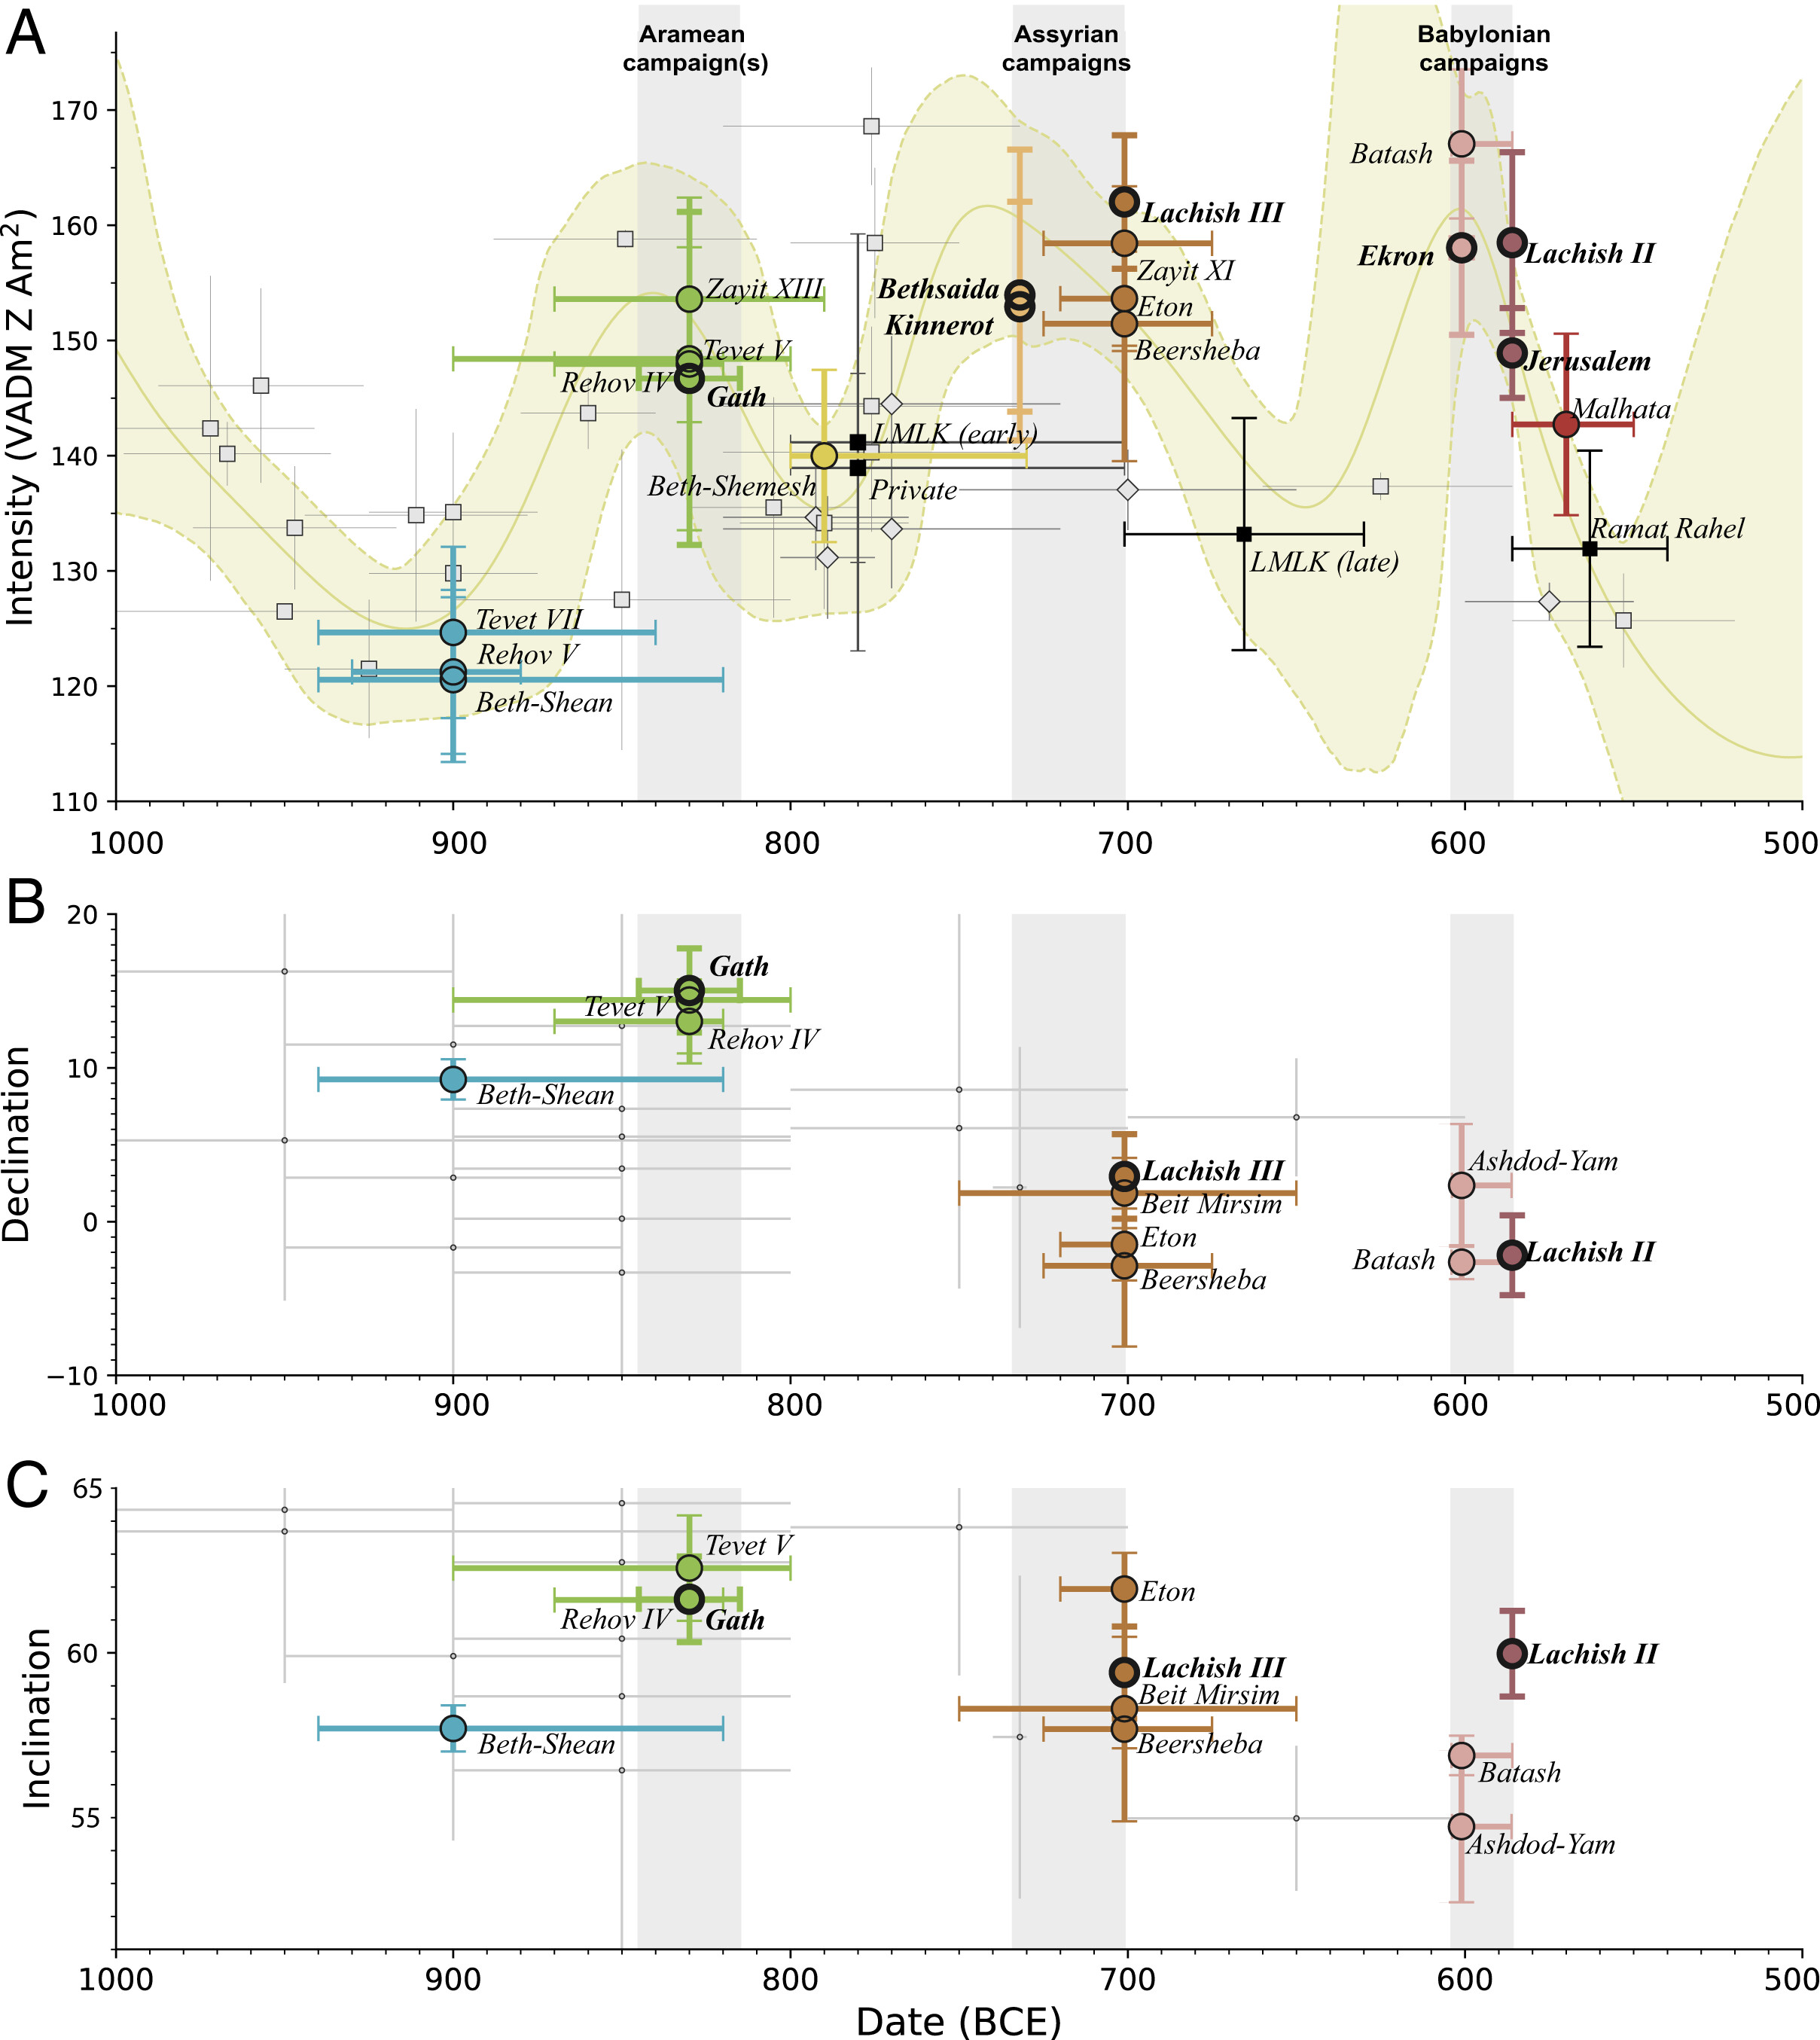 A
Aramean
campaign(s)
Assyrian
campaigns
Babylonian
campaigns
Intensity (VADM Z Am²)
170
160
150
140
130
120
110
Batash
Lachish III
Ekron
Lachish II
Zayit XI
Bethsaida
Zayit XIII
Eton
Kinnerot
Tevet V
Beersheba
Jerusalem
Rehov IV
Gath
Malhata
LMLK (early)
Beth-Shemesh
Private
Ramat Rahel
LMLK (late)
Tevet VII
Rehov V
Beth-Shean
1000
900
800
700
600
500
B
Declination
20
10
0
−10
Gath
Tevet V
Rehov IV
Beth-Shean
Ashdod-Yam
Lachish III
Beit Mirsim
Eton
Batash
Lachish II
Beersheba
1000
900
800
700
600
500
C
Inclination
65
60
55
Tevet V
Rehov IV
Gath
Eton
Lachish III
Lachish II
Beit Mirsim
Beth-Shean
Beersheba
Batash
Ashdod-Yam
1000
900
800
700
600
500
Date (BCE)